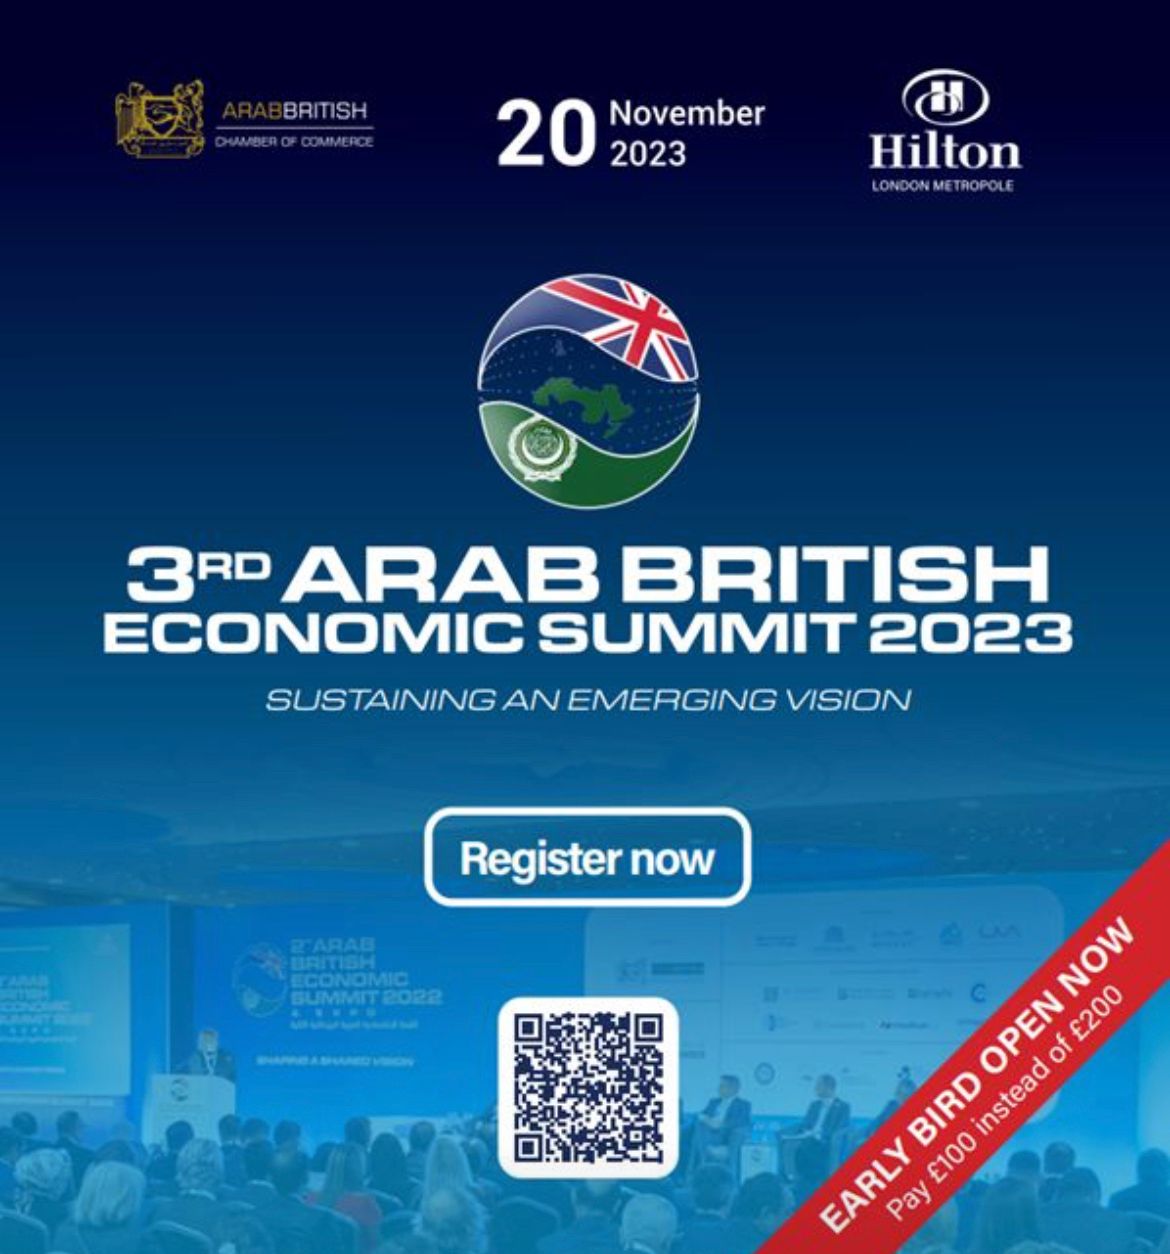 ARABBRITISH
CHAMBER OF COMMERCE
20 November
2023
Hilton
LONDON METROPOLE
3RD ARAB BRITISH
ECONOMIC SUMMIT 2023
SUSTAINING AN EMERGING VISION
Register now
2nd ARAB
BRITISH
ECONOMIC
SUMMIT 2022
& EXPO
SHARING A SHARED VISION
EARLY BIRD OPEN NOW
Pay £100 instead of £200